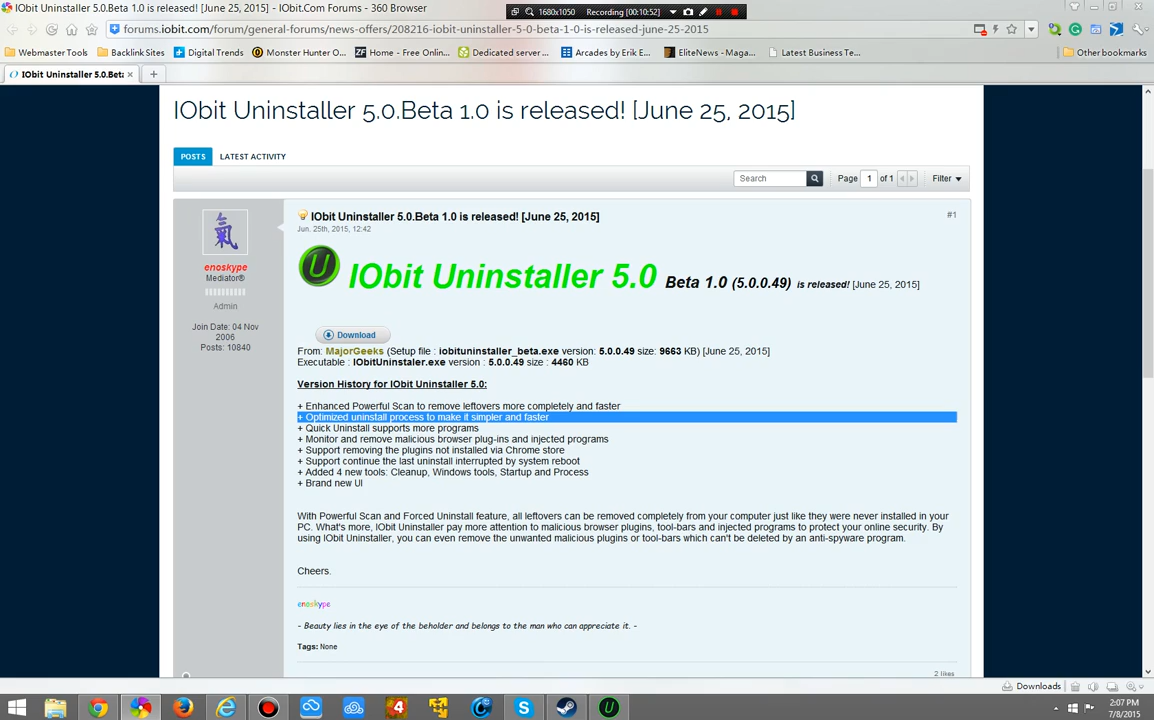 IObit Uninstaller 5.0.Beta 1.0 is released! [June 25, 2015] - IObit.Com Forums - 360 Browser
1680x1050 Recording [00:10:52]
forums.iobit.com/forum/general-forums/news-offers/208216-iobit-uninstaller-5-0-beta-1-0-is-released-june-25-2015
Webmaster Tools Backlink Sites Digital Trends Monster Hunter O... Home - Free Onlin... Dedicated server ... Arcades by Erik E... EliteNews - Maga... Latest Business Te... Other bookmarks
IObit Uninstaller 5.0.Beta
IObit Uninstaller 5.0.Beta 1.0 is released! [June 25, 2015]
POSTS LATEST ACTIVITY
Search Page 1 of 1 Filter
IObit Uninstaller 5.0.Beta 1.0 is released! [June 25, 2015] #1
Jun. 25th, 2015, 12:42
氣
enoskype
Mediator®
Admin
Join Date: 04 Nov
2006
Posts: 10840
IObit Uninstaller 5.0 Beta 1.0 (5.0.0.49) is released! [June 25, 2015]
Download
From: MajorGeeks (Setup file : iobituninstaller_beta.exe version: 5.0.0.49 size: 9663 KB) [June 25, 2015]
Executable : IObitUninstaler.exe version : 5.0.0.49 size : 4460 KB
Version History for IObit Uninstaller 5.0:
+ Enhanced Powerful Scan to remove leftovers more completely and faster
+ Optimized uninstall process to make it simpler and faster
+ Quick Uninstall supports more programs
+ Monitor and remove malicious browser plug-ins and injected programs
+ Support removing the plugins not installed via Chrome store
+ Support continue the last uninstall interrupted by system reboot
+ Added 4 new tools: Cleanup, Windows tools, Startup and Process
+ Brand new UI
With Powerful Scan and Forced Uninstall feature, all leftovers can be removed completely from your computer just like they were never installed in your
PC. What's more, IObit Uninstaller pay more attention to malicious browser plugins, tool-bars and injected programs to protect your online security. By
using IObit Uninstaller, you can even remove the unwanted malicious plugins or tool-bars which can't be deleted by an anti-spyware program.
Cheers.
enoskype
- Beauty lies in the eye of the beholder and belongs to the man who can appreciate it. -
Tags: None
2 likes
Downloads
2:07 PM
7/8/2015